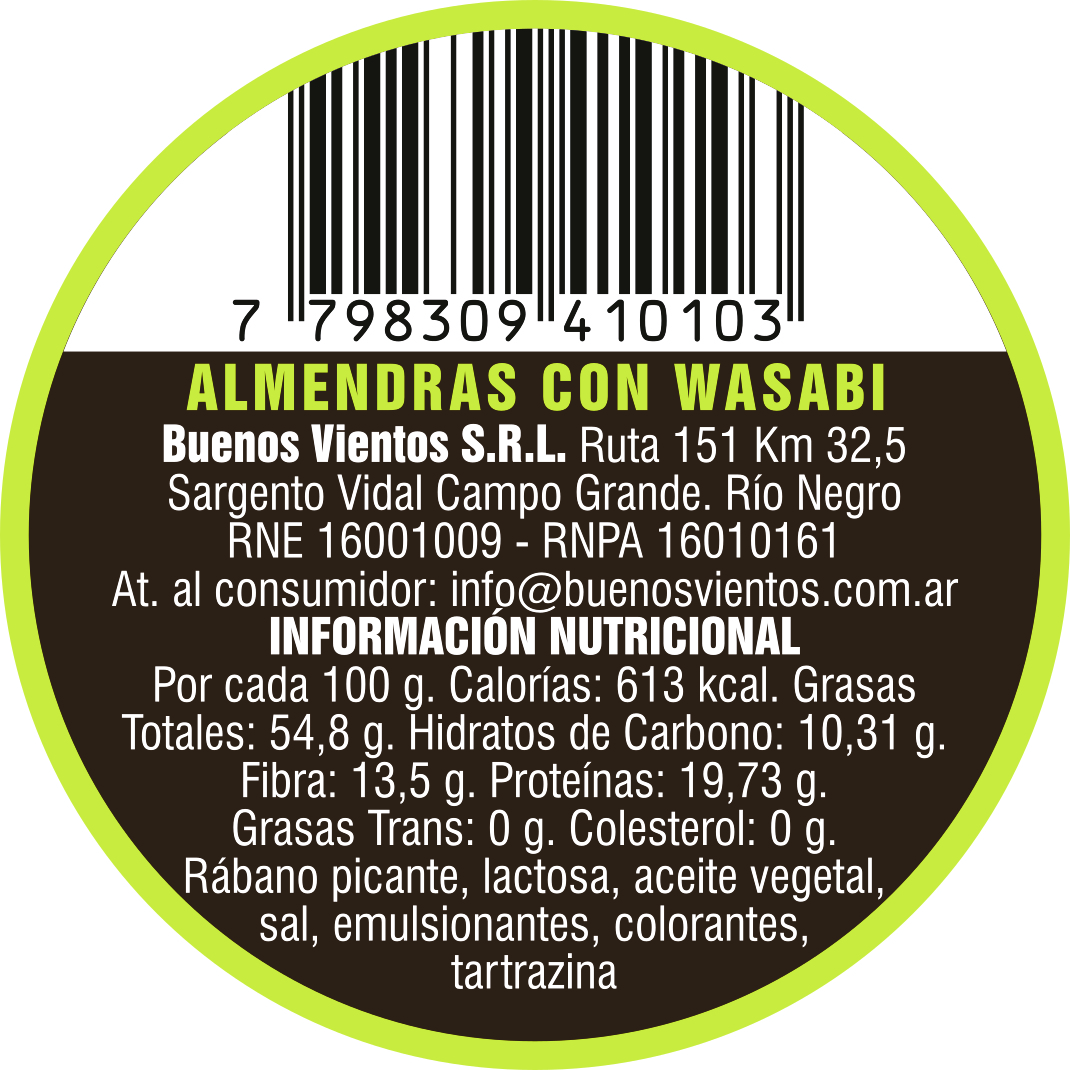 7 798309 410103
ALMENDRAS CON WASABI
Buenos Vientos S.R.L. Ruta 151 Km 32,5
Sargento Vidal Campo Grande. Río Negro
RNE 16001009 - RNPA 16010161
At. al consumidor: info@buenosvientos.com.ar
INFORMACIÓN NUTRICIONAL
Por cada 100 g. Calorías: 613 kcal. Grasas
Totales: 54,8 g. Hidratos de Carbono: 10,31 g.
Fibra: 13,5 g. Proteínas: 19,73 g.
Grasas Trans: 0 g. Colesterol: 0 g.
Rábano picante, lactosa, aceite vegetal,
sal, emulsionantes, colorantes,
tartrazina